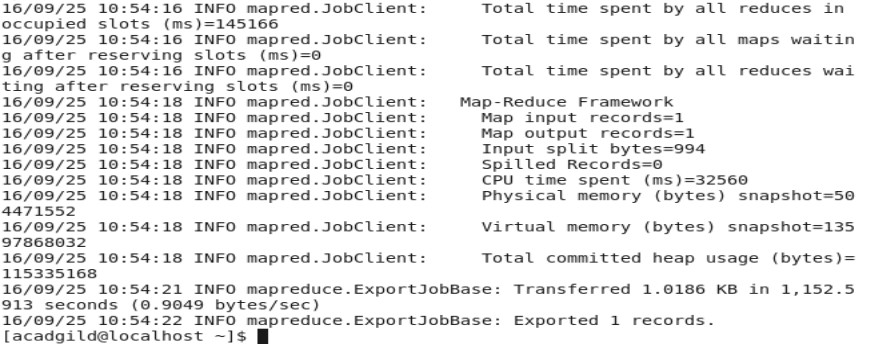 16/09/25 10:54:16 INFO mapred.JobClient:     Total time spent by all reduces in
occupied slots (ms)=145166
16/09/25 10:54:16 INFO mapred.JobClient:     Total time spent by all maps waitin
g after reserving slots (ms)=0
16/09/25 10:54:16 INFO mapred.JobClient:     Total time spent by all reduces wai
ting after reserving slots (ms)=0
16/09/25 10:54:18 INFO mapred.JobClient:   Map-Reduce Framework
16/09/25 10:54:18 INFO mapred.JobClient:     Map input records=1
16/09/25 10:54:18 INFO mapred.JobClient:     Map output records=1
16/09/25 10:54:18 INFO mapred.JobClient:     Input split bytes=994
16/09/25 10:54:18 INFO mapred.JobClient:     Spilled Records=0
16/09/25 10:54:18 INFO mapred.JobClient:     CPU time spent (ms)=32560
16/09/25 10:54:18 INFO mapred.JobClient:     Physical memory (bytes) snapshot=50
4471552
16/09/25 10:54:18 INFO mapred.JobClient:     Virtual memory (bytes) snapshot=135
97868032
16/09/25 10:54:18 INFO mapred.JobClient:     Total committed heap usage (bytes)=
115335168
16/09/25 10:54:21 INFO mapreduce.ExportJobBase: Transferred 1.0186 KB in 1,152.5
913 seconds (0.9049 bytes/sec)
16/09/25 10:54:22 INFO mapreduce.ExportJobBase: Exported 1 records.
[acadgild@localhost ~]$